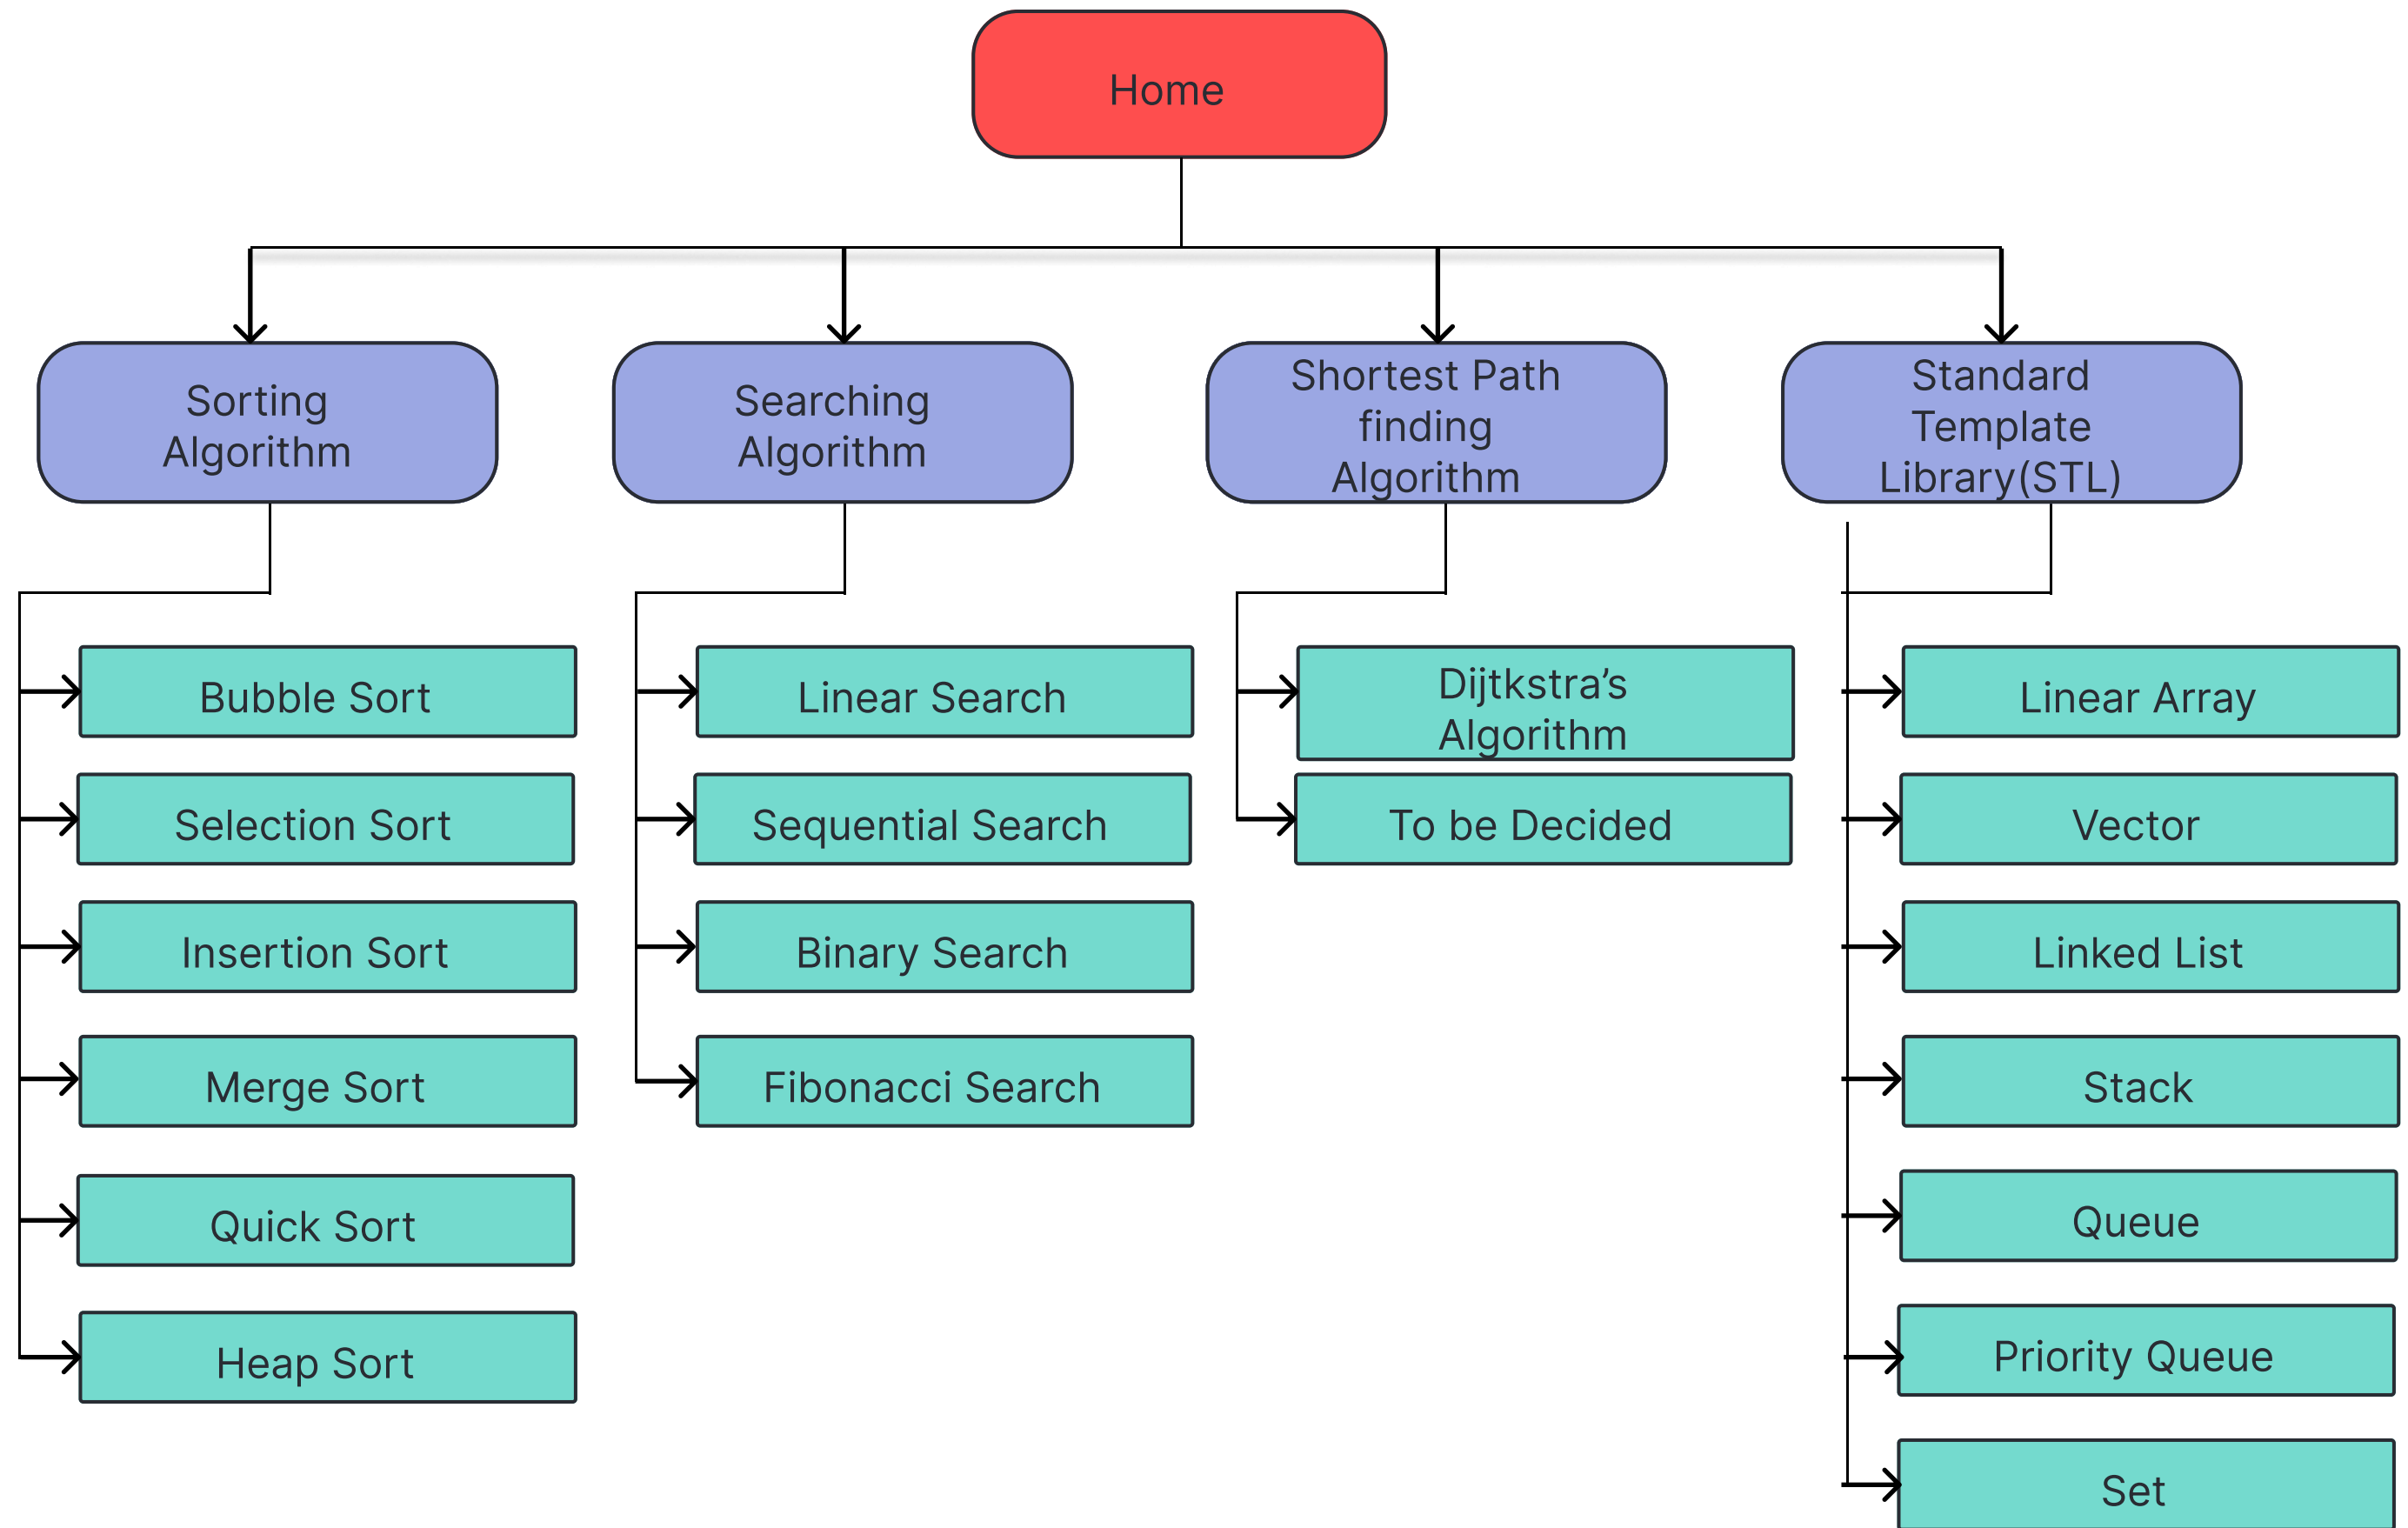 Home
Sorting
Algorithm
Searching
Algorithm
Shortest Path
finding
Algorithm
Standard
Template
Library(STL)
Bubble Sort
Selection Sort
Insertion Sort
Merge Sort
Quick Sort
Heap Sort
Linear Search
Sequential Search
Binary Search
Fibonacci Search
Dijtkstra’s
Algorithm
To be Decided
Linear Array
Vector
Linked List
Stack
Queue
Priority Queue
Set